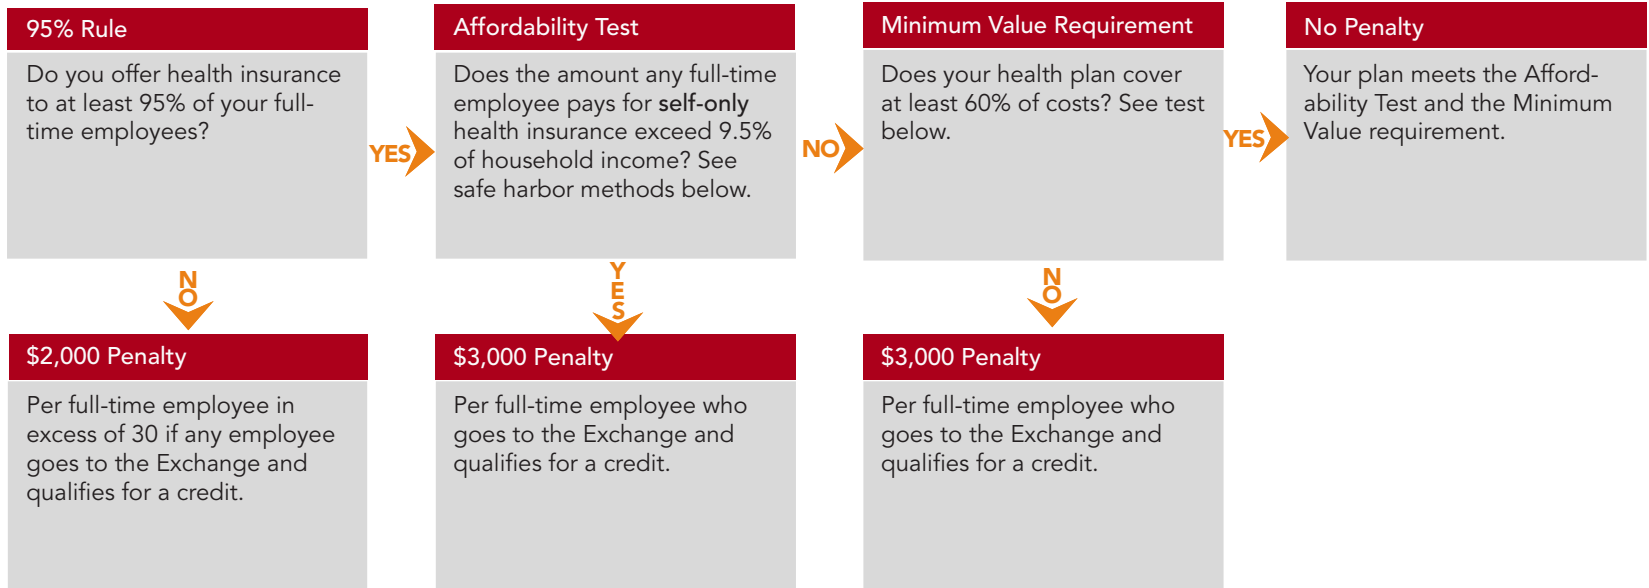 95% Rule
Do you offer health insurance
to at least 95% of your full-
time employees?
YES
Affordability Test
Does the amount any full-time
employee pays for self-only
health insurance exceed 9.5%
of household income? See
safe harbor methods below.
NO
Minimum Value Requirement
Does your health plan cover
at least 60% of costs? See test
below.
YES
No Penalty
Your plan meets the Afford-
ability Test and the Minimum
Value requirement.
NO
YES
NO
$2,000 Penalty
Per full-time employee in
excess of 30 if any employee
goes to the Exchange and
qualifies for a credit.
$3,000 Penalty
Per full-time employee who
goes to the Exchange and
qualifies for a credit.
$3,000 Penalty
Per full-time employee who
goes to the Exchange and
qualifies for a credit.